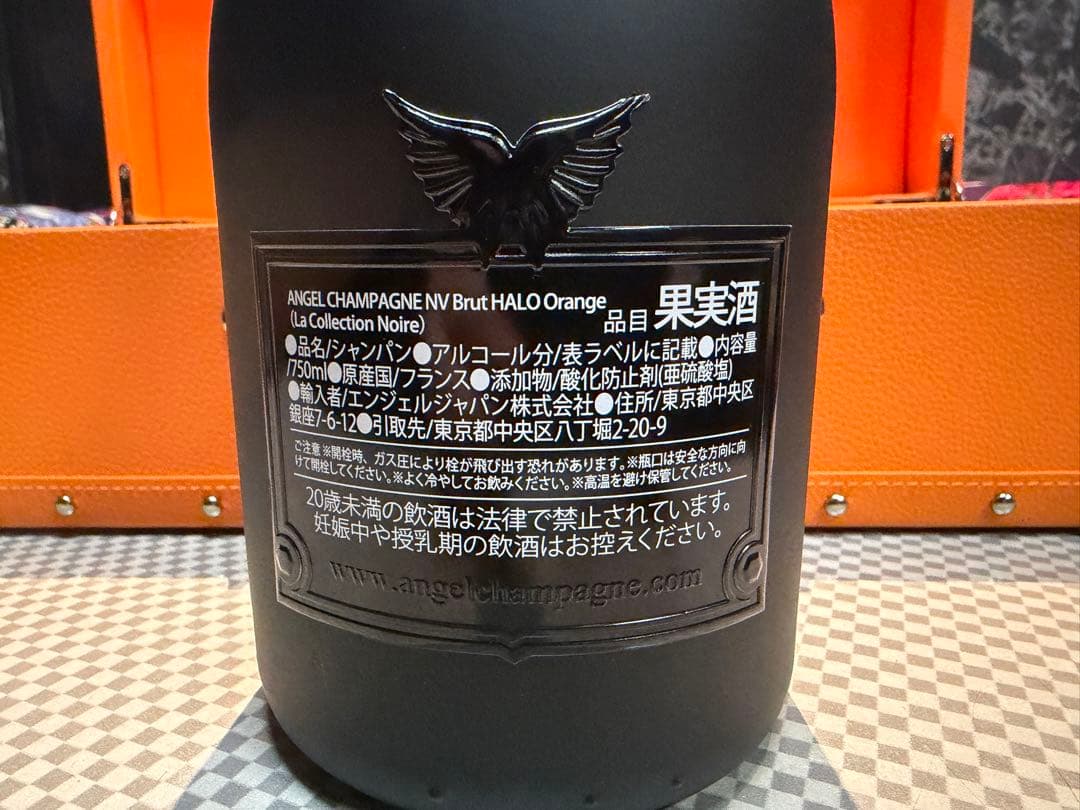 ANGEL CHAMPAGNE NV Brut HALO Orange
(La Collection Noire)
品目 果実酒
●品名/シャンパン●アルコール分/表ラベルに記載●内容量
/750ml●原産国/フランス●添加物/酸化防止剤(亜硫酸塩)
●輸入者/エンジェルジャパン株式会社●住所/東京都中央区
銀座7-6-12●引取先/東京都中央区八丁堀2-20-9
ご注意 ※開栓時、ガス圧により栓が飛び出す恐れがあります。※瓶口は安全な方向に向
けて開栓してください。※よく冷やしてお飲みください。※高温を避け保管してください。
20歳未満の飲酒は法律で禁止されています。
妊娠中や授乳期の飲酒はお控えください。
www.angelchampagne.com